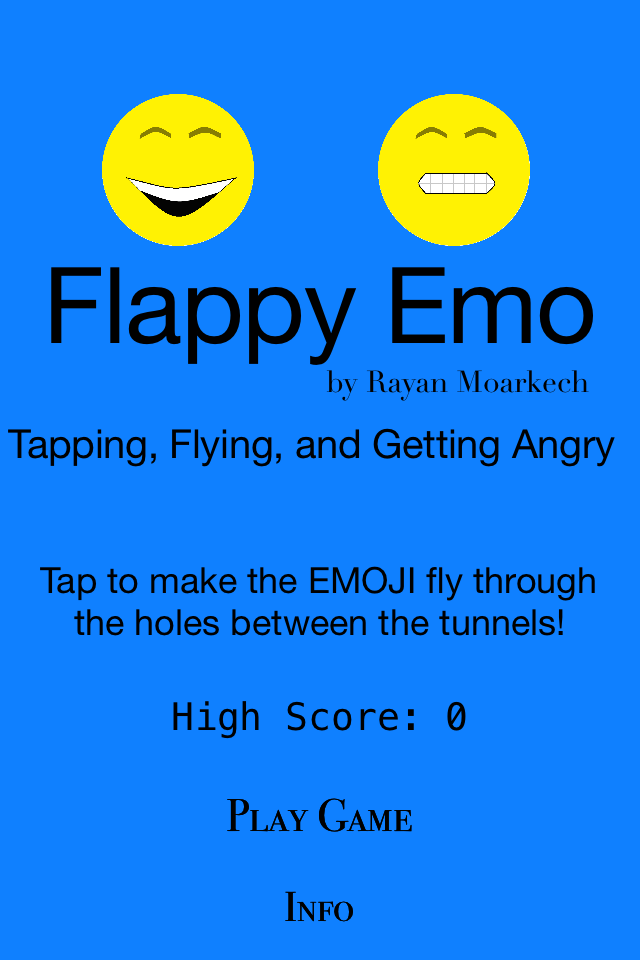 Flappy Emo
by Rayan Moarkech
Tapping, Flying, and Getting Angry
Tap to make the EMOJI fly through
the holes between the tunnels!
High Score: 0
Play Game
Info